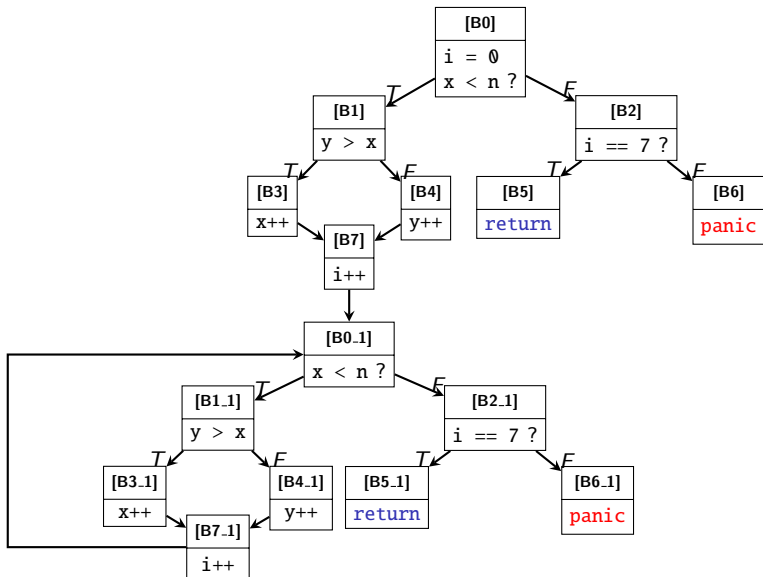 [B0]
i = 0
x < n ?
T
F
[B1]
y > x
[B2]
i == 7 ?
T
F
T
F
[B3]
x++
[B4]
y++
[B5]
return
[B6]
panic
[B7]
i++
[B0_1]
x < n ?
T
F
[B1_1]
y > x
[B2_1]
i == 7 ?
T
F
T
F
[B3_1]
x++
[B4_1]
y++
[B5_1]
return
[B6_1]
panic
[B7_1]
i++